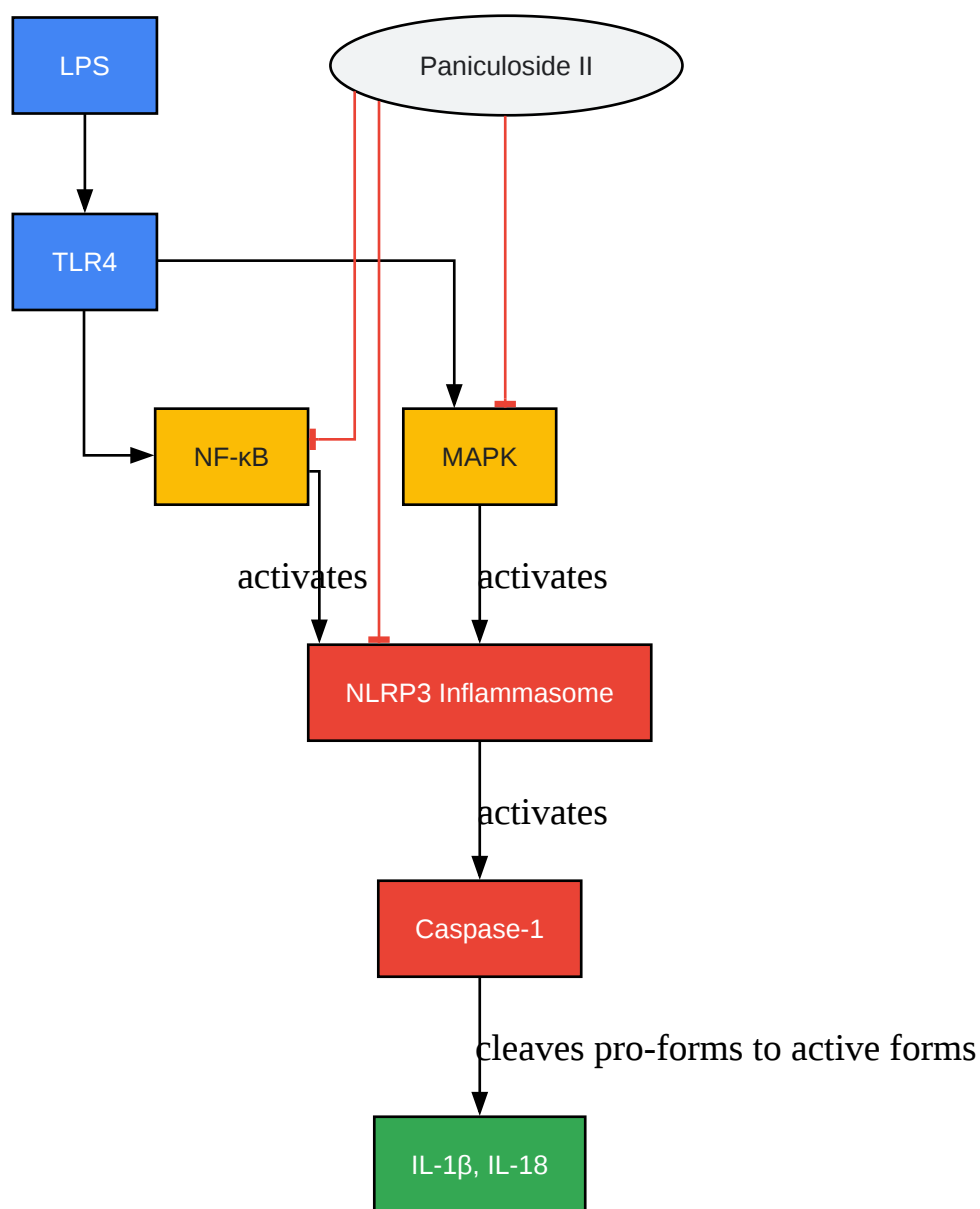 LPS
Paniculoside II
TLR4
NF-κB
MAPK
activates
activates
NLRP3 Inflammasome
activates
Caspase-1
cleaves pro-forms to active forms
IL-1β, IL-18